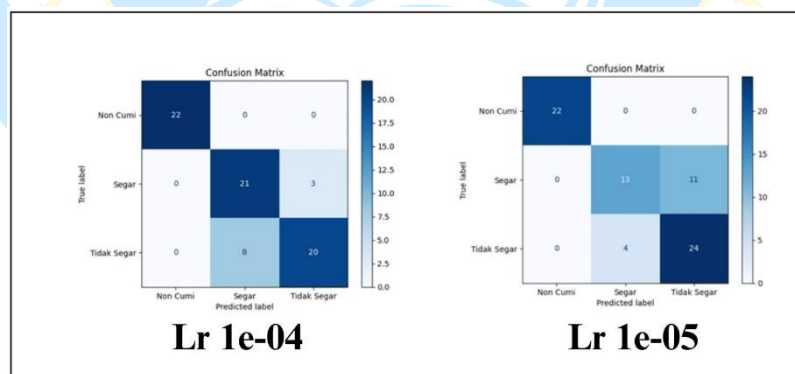 Confusion Matrix
Non Cumi 22 0 0
Segar 0 21 3
Tidak Segar 0 8 20
Non Cumi Segar Tidak Segar
Predicted label
True label
20.0
17.5
15.0
12.5
10.0
7.5
5.0
2.5
0.0
Lr 1e-04
Confusion Matrix
Non Cumi 22 0 0
Segar 0 13 11
Tidak Segar 0 4 24
Non Cumi Segar Tidak Segar
Predicted label
True label
20
15
10
5
0
Lr 1e-05